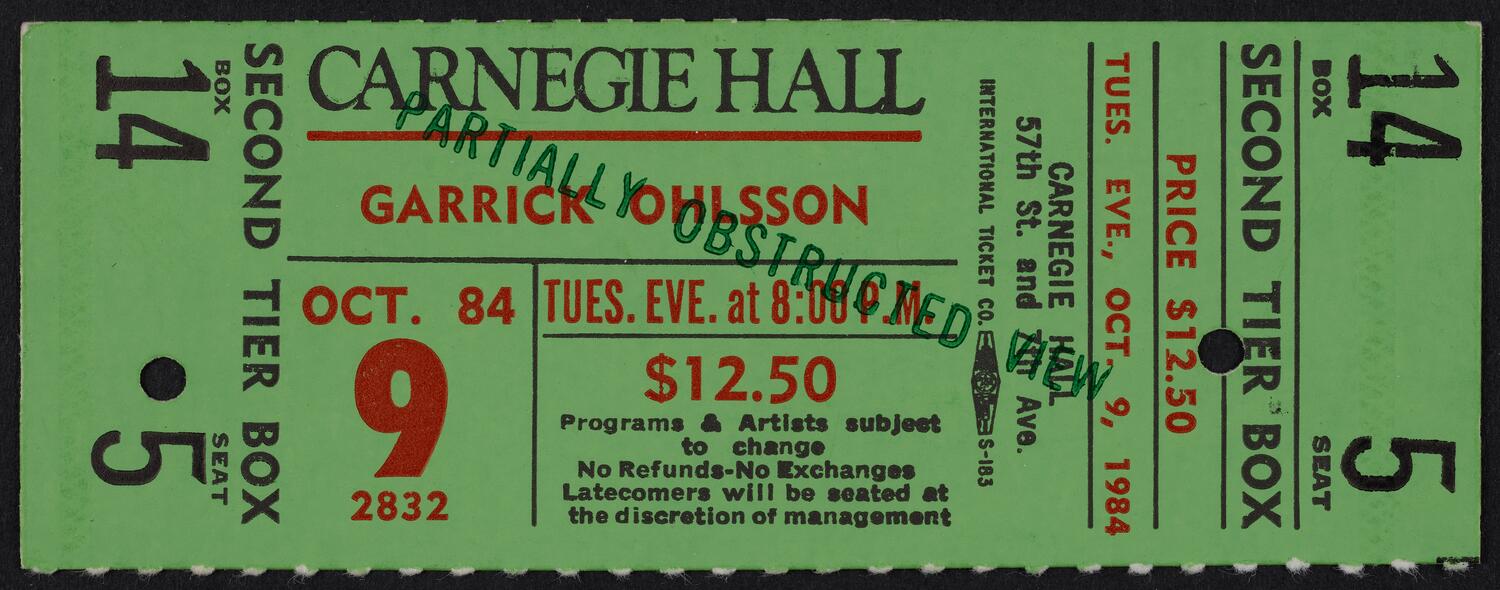 BOX 14
SEAT 5
SECOND TIER BOX
CARNEGIE HALL
PARTIALLY OBSTRUCTED VIEW
GARRICK OHLSSON
OCT. 84
9
2832
TUES. EVE. at 8:00 P.M.
$12.50
Programs & Artists subject
to change
No Refunds-No Exchanges
Latecomers will be seated at
the discretion of management
INTERNATIONAL TICKET CO. S-183
CARNEGIE HALL
57th St. and 7th Ave.
TUES. EVE., OCT. 9, 1984
PRICE $12.50
SECOND TIER BOX
BOX 14
SEAT 5